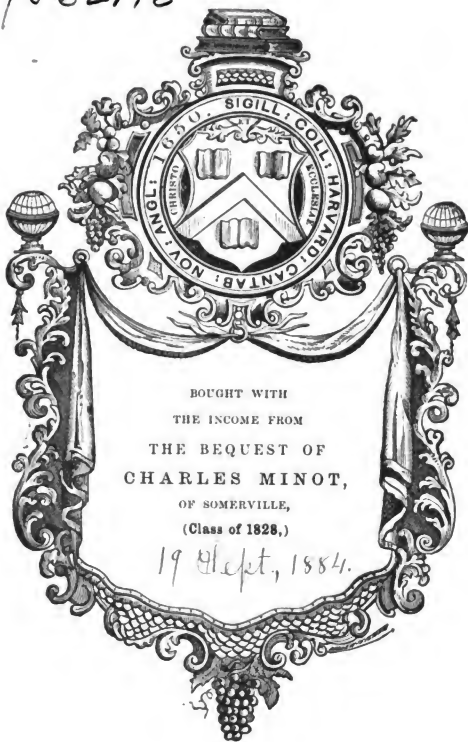 SIGILL: COLL: HARVARD: CANTAB: NOV: ANGL: 1650.
CHRISTO
ET
ECCLESIAE
BOUGHT WITH
THE INCOME FROM
THE BEQUEST OF
CHARLES MINOT,
OF SOMERVILLE,
(Class of 1828,)
19 Sept., 1884.